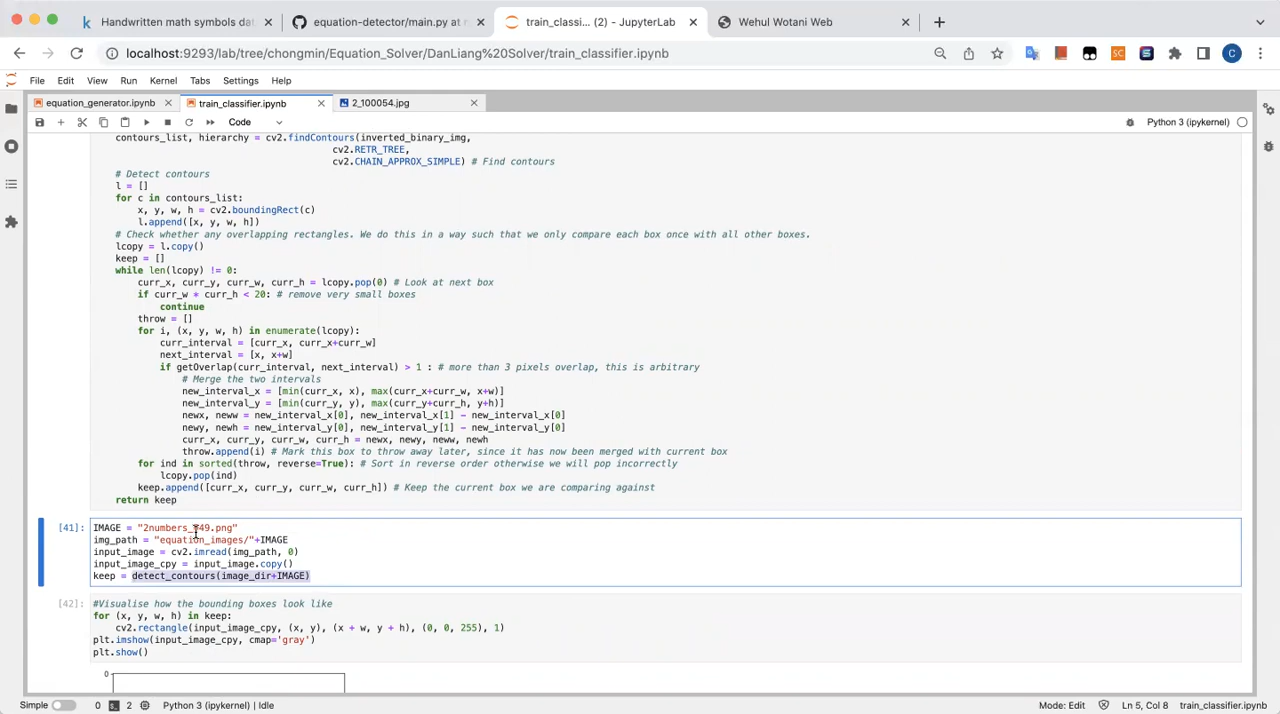 Handwritten math symbols dat
equation-detector/main.py at m
train_classi... (2) - JupyterLab
Wehul Wotani Web
localhost:9293/lab/tree/chongmin/Equation_Solver/DanLiang%20Solver/train_classifier.ipynb
File Edit View Run Kernel Tabs Settings Help
equation_generator.ipynb
train_classifier.ipynb
2_100054.jpg
Code
Python 3 (ipykernel)
contours_list, hierarchy = cv2.findContours(inverted_binary_img,
cv2.RETR_TREE,
cv2.CHAIN_APPROX_SIMPLE) # Find contours
# Detect contours
l = []
for c in contours_list:
x, y, w, h = cv2.boundingRect(c)
l.append([x, y, w, h])
# Check whether any overlapping rectangles. We do this in a way such that we only compare each box once with all other boxes.
lcopy = l.copy()
keep = []
while len(lcopy) != 0:
curr_x, curr_y, curr_w, curr_h = lcopy.pop(0) # Look at next box
if curr_w * curr_h < 20: # remove very small boxes
continue
throw = []
for i, (x, y, w, h) in enumerate(lcopy):
curr_interval = [curr_x, curr_x+curr_w]
next_interval = [x, x+w]
if getOverlap(curr_interval, next_interval) > 1 : # more than 3 pixels overlap, this is arbitrary
# Merge the two intervals
new_interval_x = [min(curr_x, x), max(curr_x+curr_w, x+w)]
new_interval_y = [min(curr_y, y), max(curr_y+curr_h, y+h)]
newx, neww = new_interval_x[0], new_interval_x[1] - new_interval_x[0]
newy, newh = new_interval_y[0], new_interval_y[1] - new_interval_y[0]
curr_x, curr_y, curr_w, curr_h = newx, newy, neww, newh
throw.append(i) # Mark this box to throw away later, since it has now been merged with current box
for ind in sorted(throw, reverse=True): # Sort in reverse order otherwise we will pop incorrectly
lcopy.pop(ind)
keep.append([curr_x, curr_y, curr_w, curr_h]) # Keep the current box we are comparing against
return keep
[41]:
IMAGE =
img_path = "equation_images/"+IMAGE
input_image = cv2.imread(img_path, 0)
input_image_cpy = input_image.copy()
keep = detect_contours(image_dir+IMAGE)
[42]:
#Visualise how the bounding boxes look like
for (x, y, w, h) in keep:
cv2.rectangle(input_image_cpy, (x, y), (x + w, y + h), (0, 0, 255), 1)
plt.imshow(input_image_cpy, cmap='gray')
plt.show()
0
Simple 0 2 Python 3 (ipykernel) | Idle
Mode: Edit Ln 5, Col 8 train_classifier.ipynb